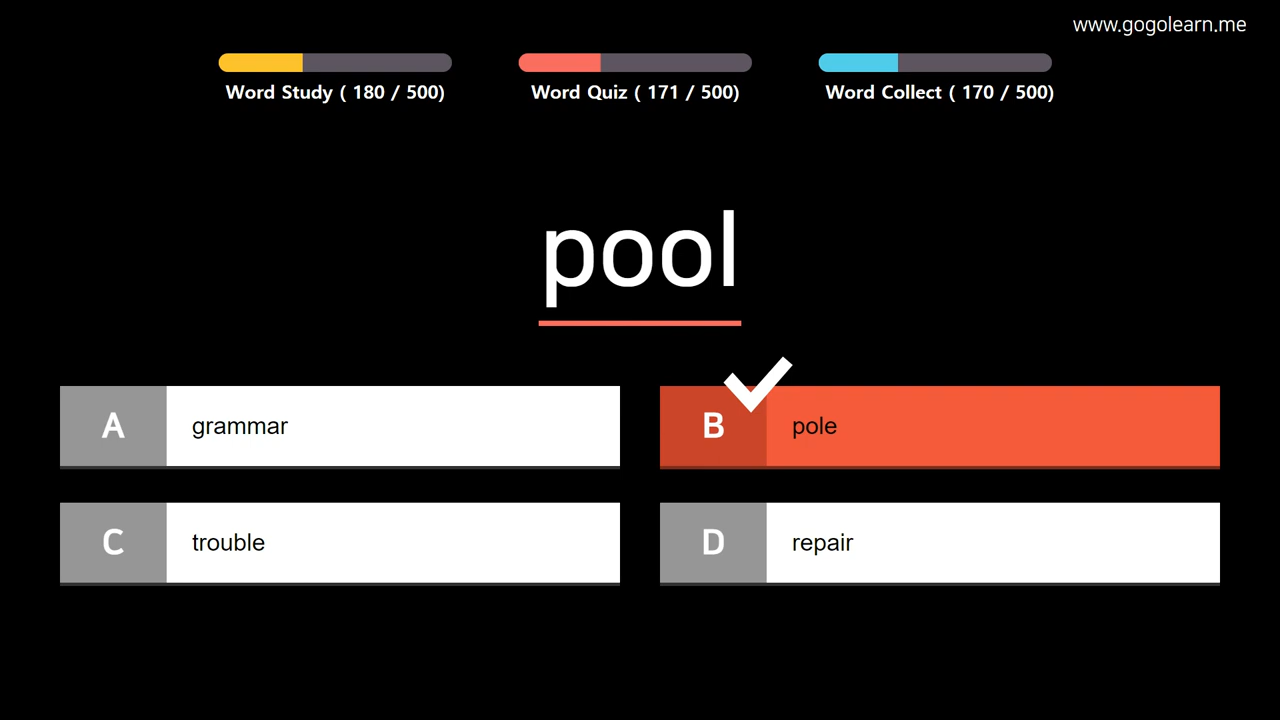 www.gogolearn.me
Word Study ( 180 / 500)
Word Quiz ( 171 / 500)
Word Collect ( 170 / 500)
pool
A
grammar
B
pole
C
trouble
D
repair